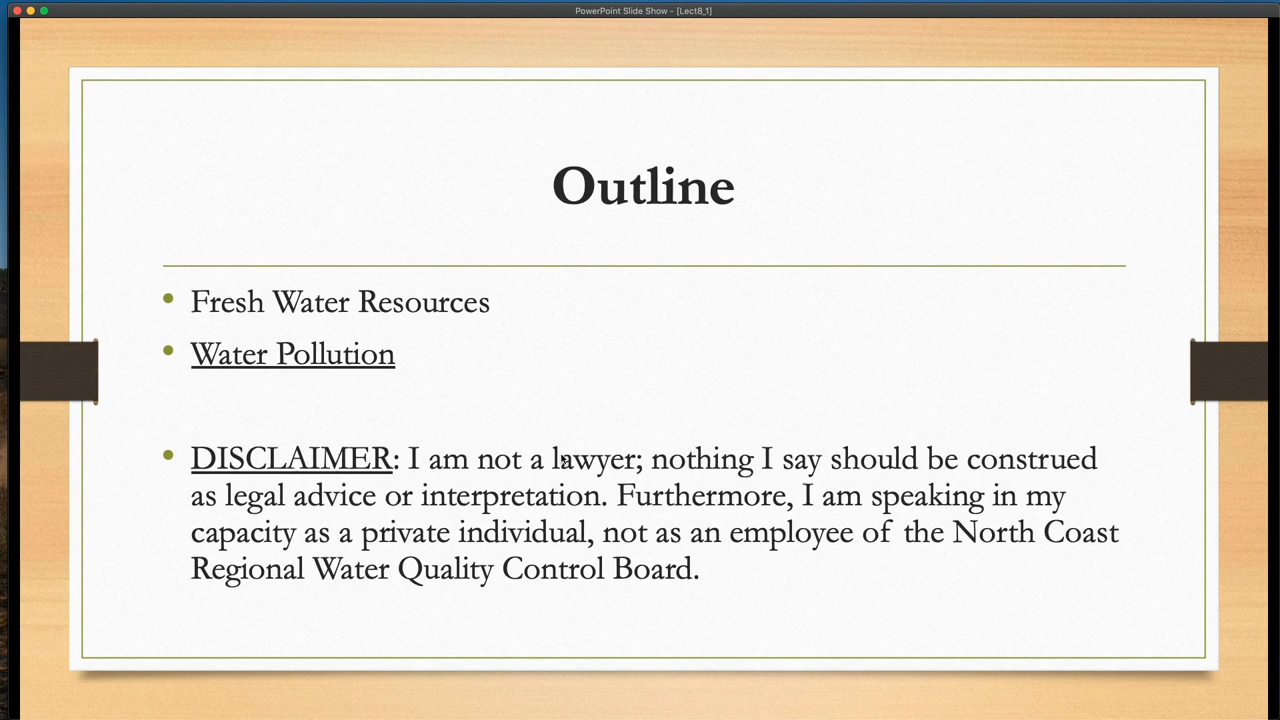 PowerPoint Slide Show - [Lect8_1]
Outline
• Fresh Water Resources
• Water Pollution
• DISCLAIMER: I am not a lawyer; nothing I say should be construed
as legal advice or interpretation. Furthermore, I am speaking in my
capacity as a private individual, not as an employee of the North Coast
Regional Water Quality Control Board.